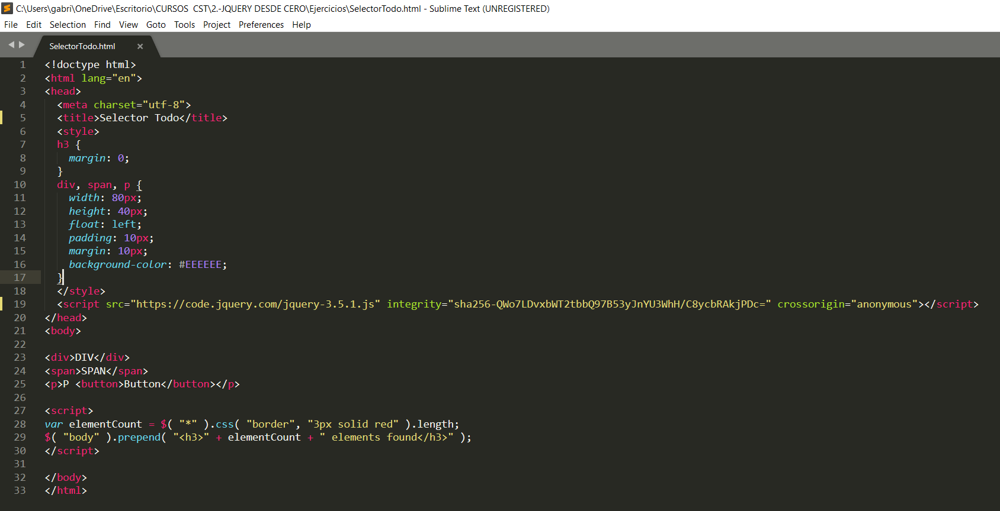 C:\Users\gabri\OneDrive\Escritorio\CURSOS  CST\2.-JQUERY DESDE CERO\Ejercicios\SelectorTodo.html - Sublime Text (UNREGISTERED)
File Edit Selection Find View Goto Tools Project Preferences Help
SelectorTodo.html ×
1 <!doctype html>
2 <html lang="en">
3 <head>
4   <meta charset="utf-8">
5   <title>Selector Todo</title>
6   <style>
7   h3 {
8     margin: 0;
9   }
10   div, span, p {
11     width: 80px;
12     height: 40px;
13     float: left;
14     padding: 10px;
15     margin: 10px;
16     background-color: #EEEEEE;
17   }
18   </style>
19   <script src="https://code.jquery.com/jquery-3.5.1.js" integrity="sha256-QWo7LDvxbWT2tbbQ97B53yJnYU3WhH/C8ycbRAkjPDc=" crossorigin="anonymous"></script>
20 </head>
21 <body>
22
23 <div>DIV</div>
24 <span>SPAN</span>
25 <p>P <button>Button</button></p>
26
27 <script>
28 var elementCount = $( "*" ).css( "border", "3px solid red" ).length;
29 $( "body" ).prepend( "<h3>" + elementCount + " elements found</h3>" );
30 </script>
31
32 </body>
33 </html>